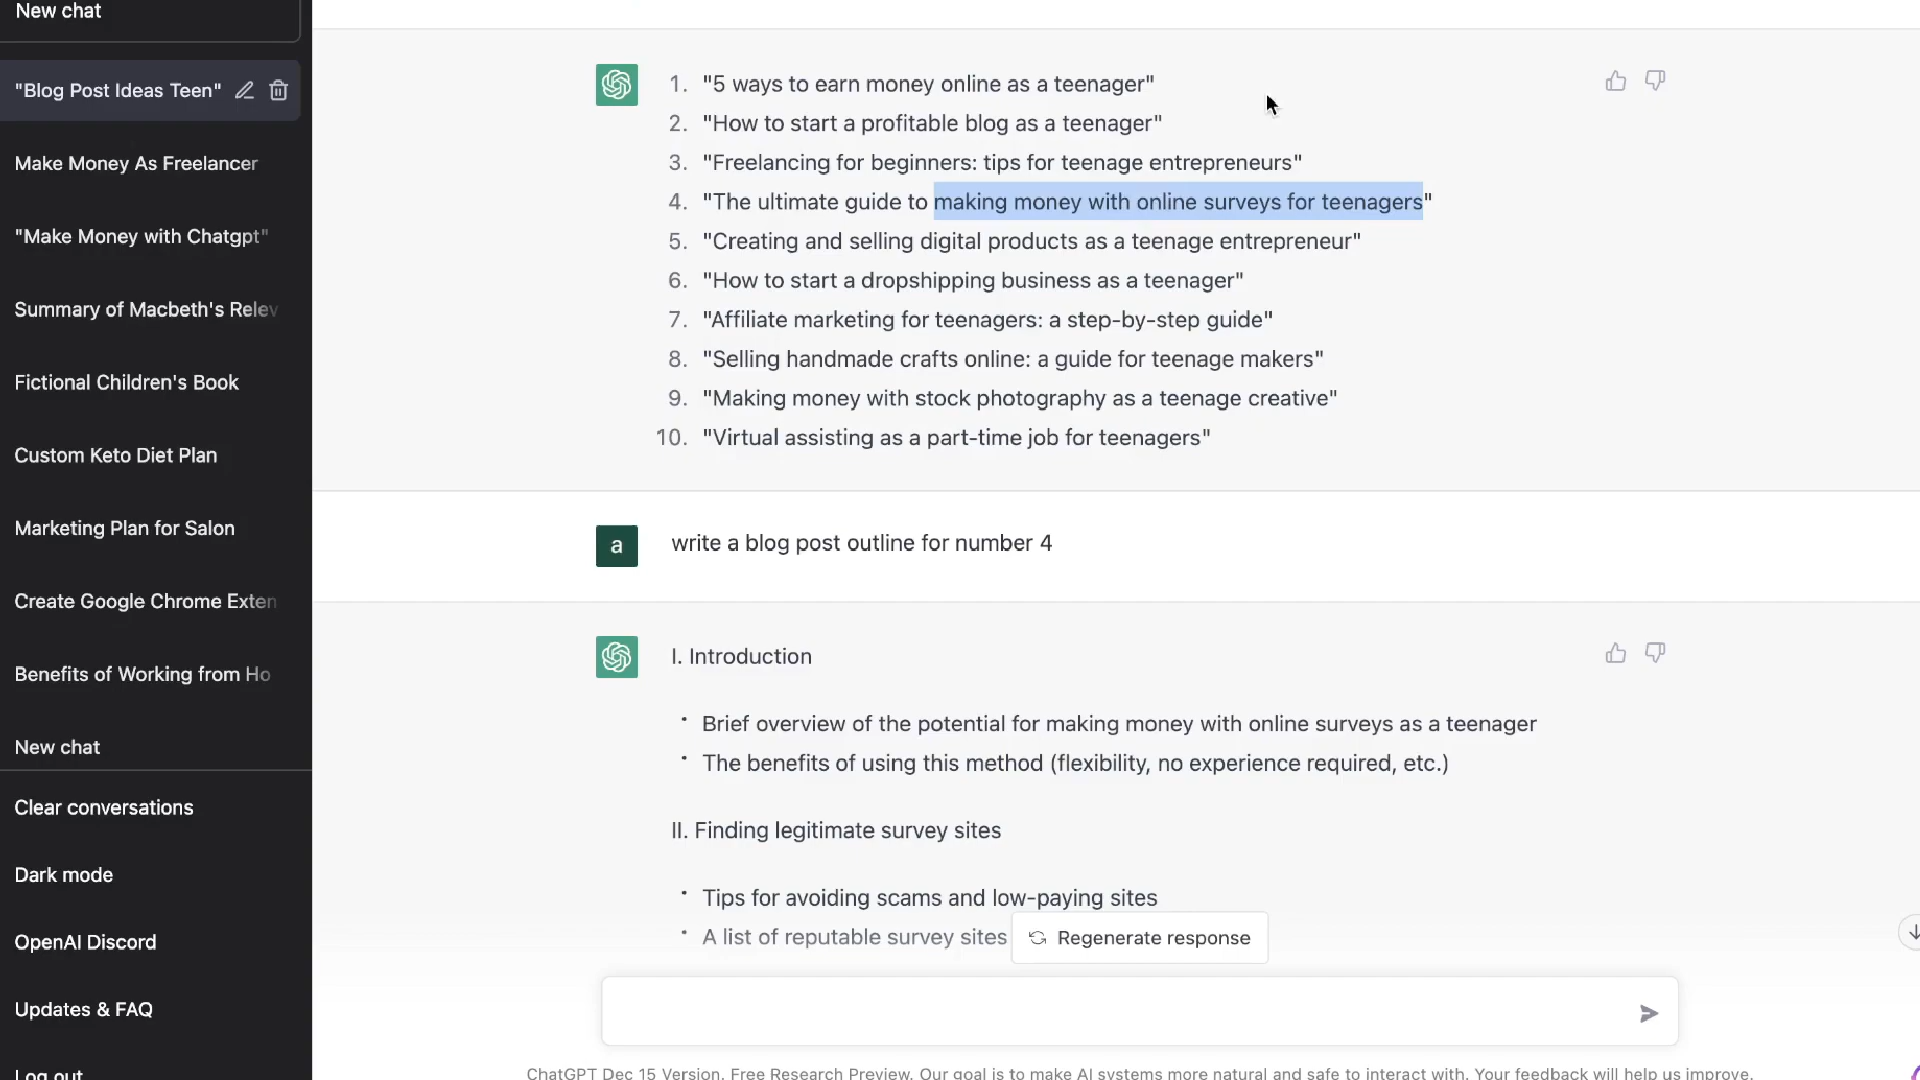 New chat
"Blog Post Ideas Teen"
Make Money As Freelancer
"Make Money with Chatgpt"
Summary of Macbeth's Relev
Fictional Children's Book
Custom Keto Diet Plan
Marketing Plan for Salon
Create Google Chrome Exten
Benefits of Working from Ho
New chat
Clear conversations
Dark mode
OpenAI Discord
Updates & FAQ
Log out
1. "5 ways to earn money online as a teenager"
2. "How to start a profitable blog as a teenager"
3. "Freelancing for beginners: tips for teenage entrepreneurs"
4. "The ultimate guide to making money with online surveys for teenagers"
5. "Creating and selling digital products as a teenage entrepreneur"
6. "How to start a dropshipping business as a teenager"
7. "Affiliate marketing for teenagers: a step-by-step guide"
8. "Selling handmade crafts online: a guide for teenage makers"
9. "Making money with stock photography as a teenage creative"
10. "Virtual assisting as a part-time job for teenagers"
a
write a blog post outline for number 4
I. Introduction
• Brief overview of the potential for making money with online surveys as a teenager
• The benefits of using this method (flexibility, no experience required, etc.)
II. Finding legitimate survey sites
• Tips for avoiding scams and low-paying sites
• A list of reputable survey sites
Regenerate response
ChatGPT Dec 15 Version. Free Research Preview. Our goal is to make AI systems more natural and safe to interact with. Your feedback will help us improve.